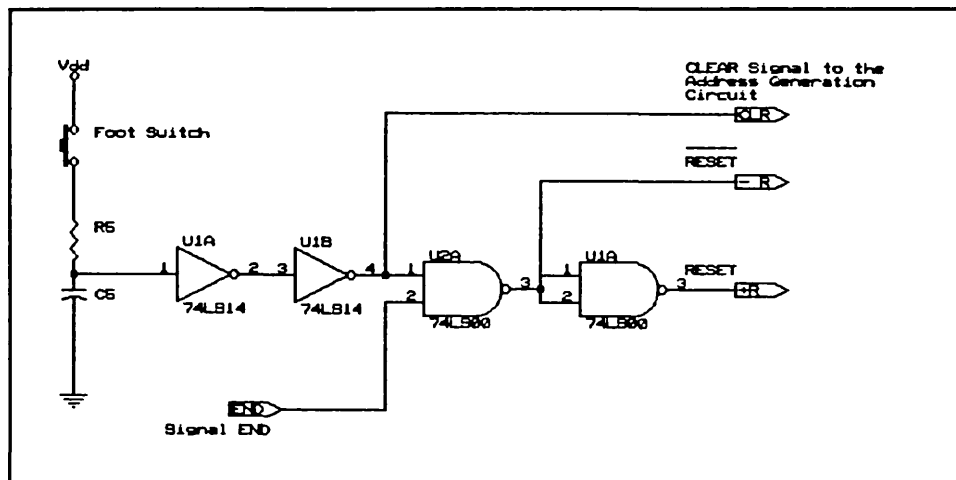 Vdd
Foot Switch
R5
C5
U1A
1
2
74LS14
U1B
3
4
74LS14
U2A
1
2
3
74LS00
U1A
1
2
3
74LS00
CLEAR Signal to the
Address Generation
Circuit
CLR
RESET
-R
RESET
+R
END
Signal END